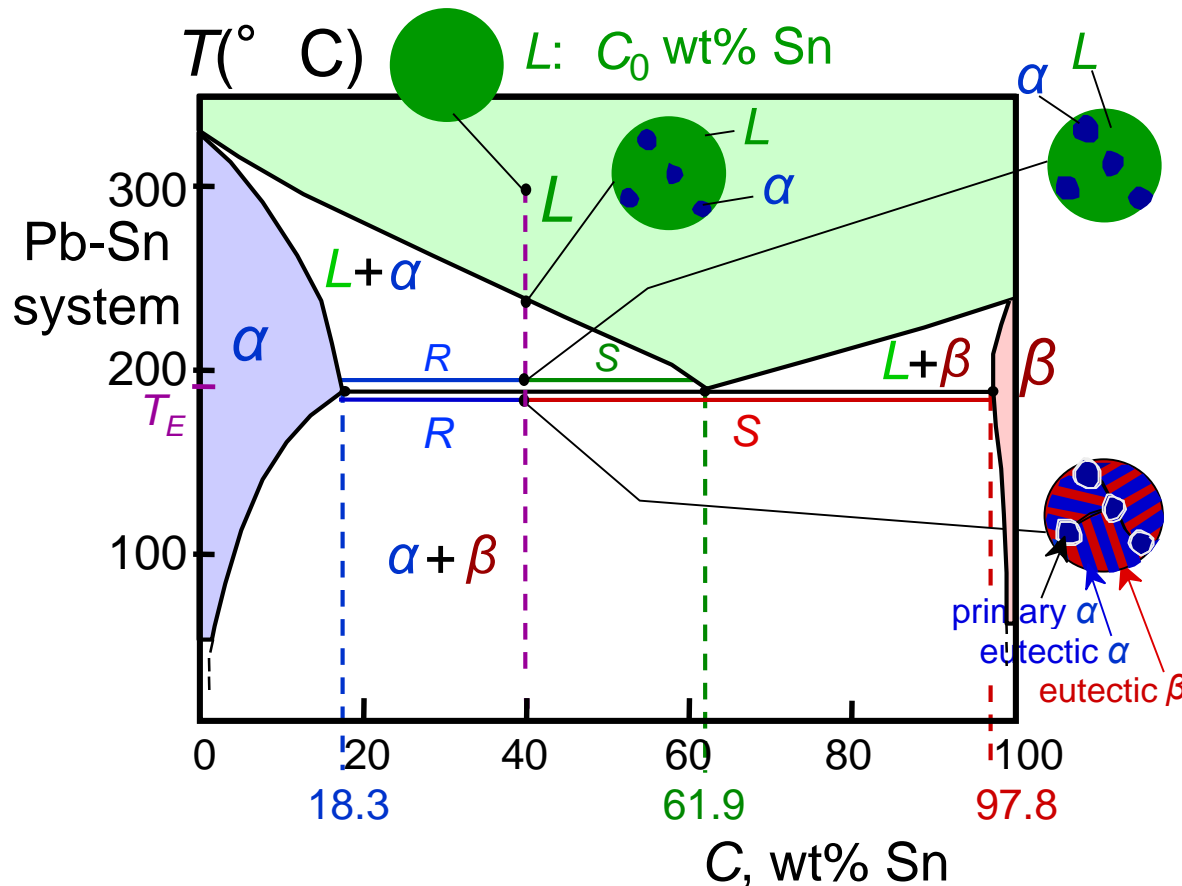 T(° C)
L: C₀ wt% Sn
L
α
L
α
300
L
Pb-Sn
system
L+α
α
200
R
S
L+β
β
T_E
R
S
100
α+β
primary α
eutectic α
eutectic β
0
20
40
60
80
100
18.3
61.9
97.8
C, wt% Sn